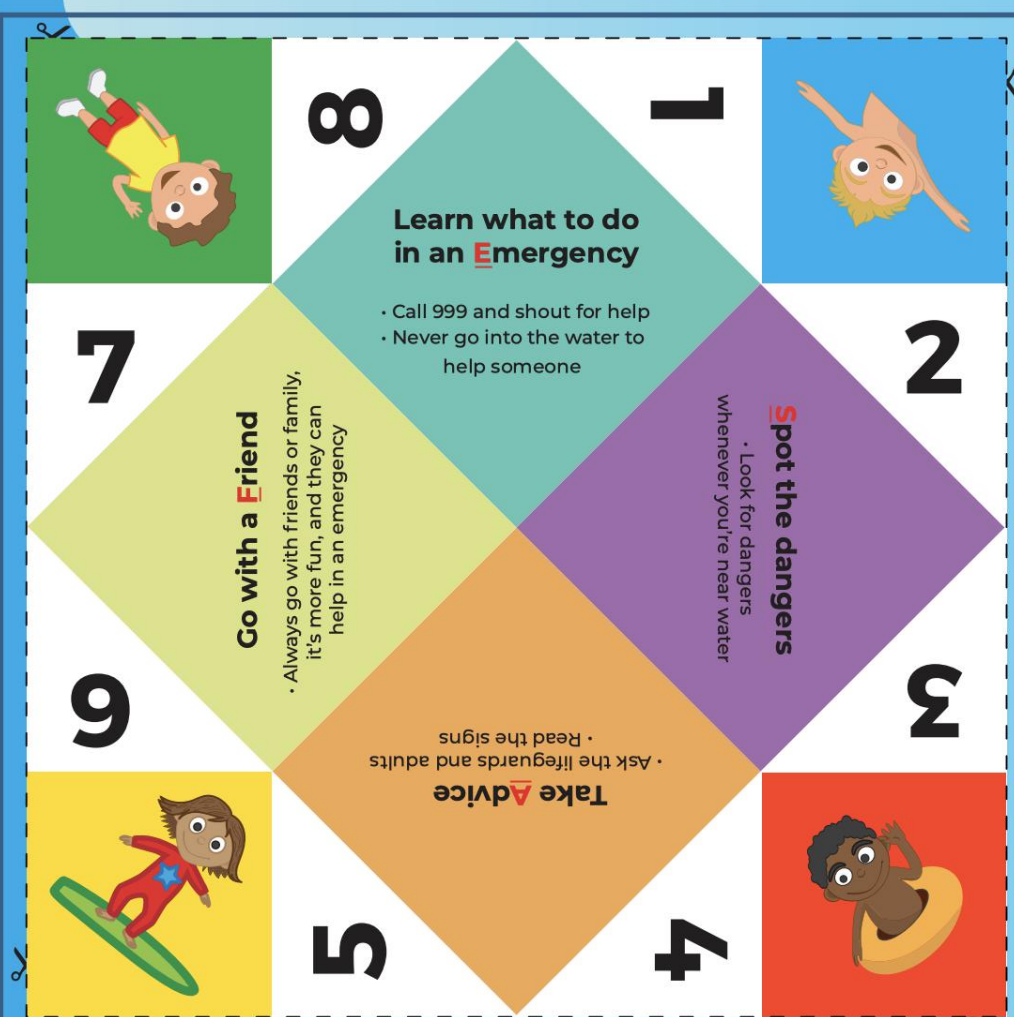 8
1
Learn what to do
in an Emergency
• Call 999 and shout for help
• Never go into the water to
help someone
7
2
Go with a Friend
• Always go with friends or family,
it's more fun, and they can
help in an emergency
Spot the dangers
• Look for dangers
whenever you're near water
6
3
Take Advice
• Ask the lifeguards and adults
• Read the signs
5
4